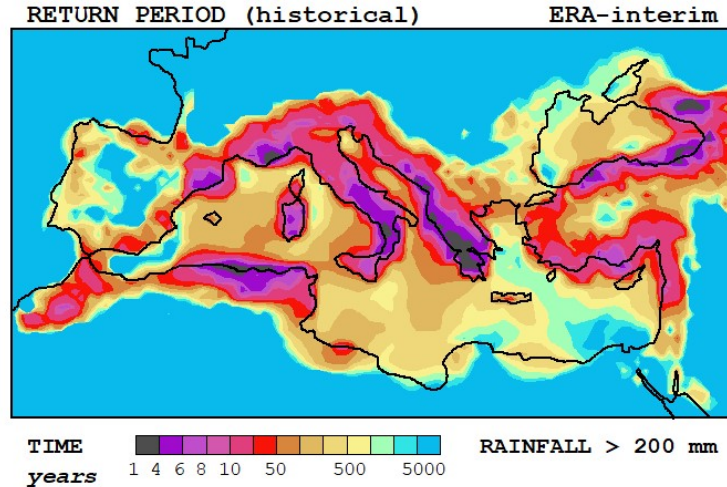 RETURN PERIOD (historical) ERA-interim
TIME years 1 4 6 8 10 50 500 5000 RAINFALL > 200 mm